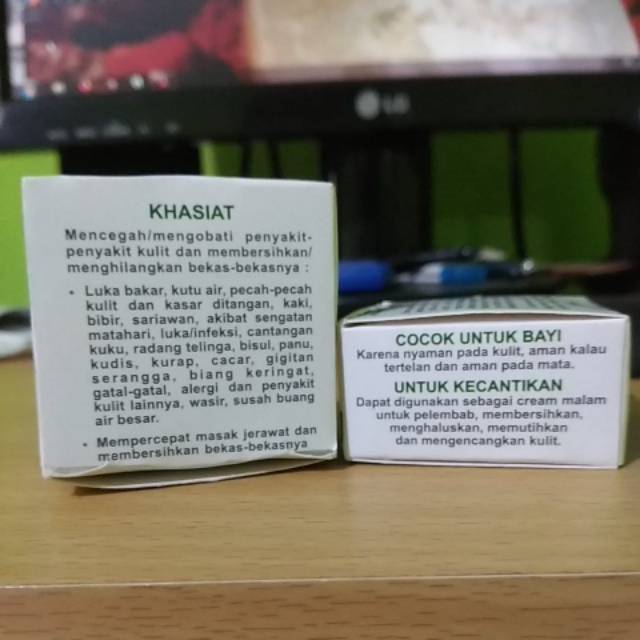 LG
KHASIAT
Mencegah/mengobati penyakit-
penyakit kulit dan membersihkan/
menghilangkan bekas-bekasnya :
• Luka bakar, kutu air, pecah-pecah
kulit dan kasar ditangan, kaki,
bibir, sariawan, akibat sengatan
matahari, luka/infeksi, cantangan
kuku, radang telinga, bisul, panu,
kudis, kurap, cacar, gigitan
serangga, biang keringat,
gatal-gatal, alergi dan penyakit
kulit lainnya, wasir, susah buang
air besar.
• Mempercepat masak jerawat dan
membersihkan bekas-bekasnya
COCOK UNTUK BAYI
Karena nyaman pada kulit, aman kalau
tertelan dan aman pada mata.
UNTUK KECANTIKAN
Dapat digunakan sebagai cream malam
untuk pelembab, membersihkan,
menghaluskan, memutihkan
dan mengencangkan kulit.